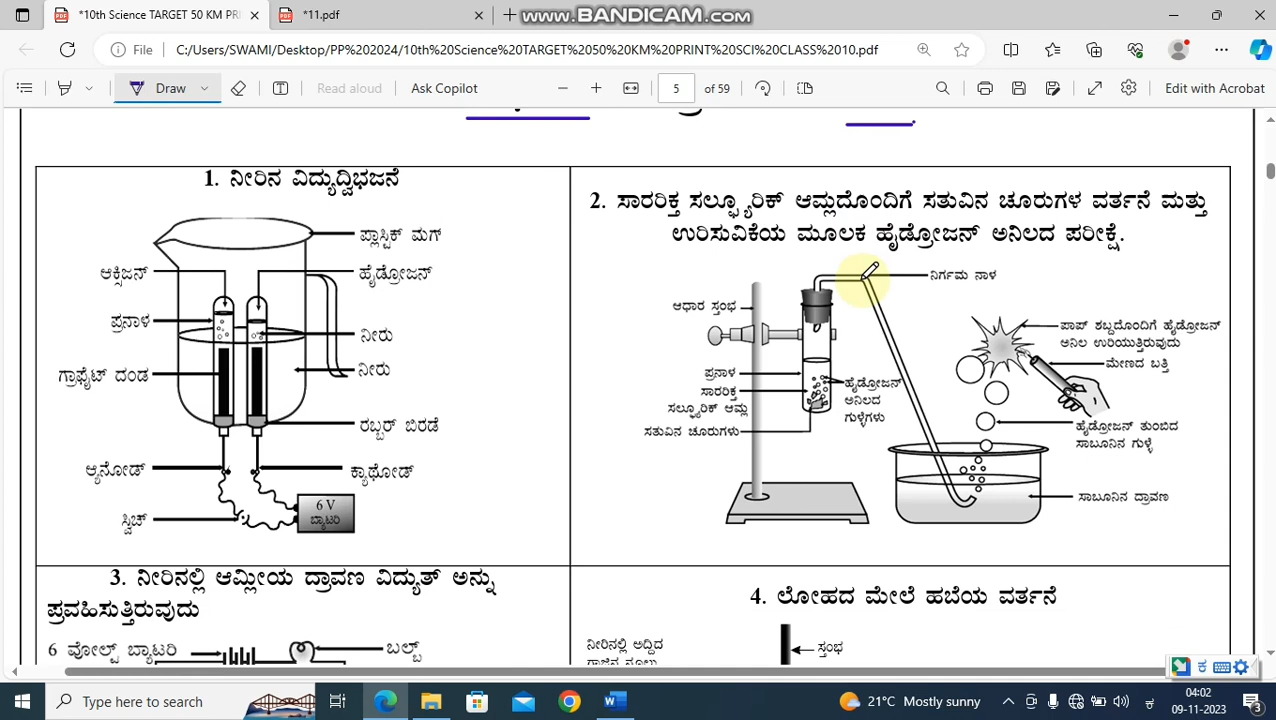 *10th Science TARGET 50 KM PRI
*11.pdf
www.BANDICAM.com
File
C:/Users/SWAMI/Desktop/PP%202024/10th%20Science%20TARGET%2050%20KM%20PRINT%20SCI%20CLASS%2010.pdf
Draw
Read aloud
Ask Copilot
5 of 59
Edit with Acrobat
1. ನೀರಿನ ವಿದ್ಯುದ್ವಿಭಜನೆ
ಪ್ಲಾಸ್ಟಿಕ್ ಮಗ್
ಆಕ್ಸಿಜನ್
ಹೈಡ್ರೋಜನ್
ಪ್ರನಾಳ
ನೀರು
ನೀರು
ಗ್ರಾಫೈಟ್ ದಂಡ
ರಬ್ಬರ್ ಬಿರಡೆ
ಆ್ಯನೋಡ್
ಕ್ಯಾಥೋಡ್
6 V
ಬ್ಯಾಟರಿ
ಸ್ವಿಚ್
2. ಸಾರರಿಕ್ತ ಸಲ್ಫ್ಯೂರಿಕ್ ಆಮ್ಲದೊಂದಿಗೆ ಸತುವಿನ ಚೂರುಗಳ ವರ್ತನೆ ಮತ್ತು
ಉರಿಸುವಿಕೆಯ ಮೂಲಕ ಹೈಡ್ರೋಜನ್ ಅನಿಲದ ಪರೀಕ್ಷೆ.
ನಿರ್ಗಮ ನಾಳ
ಆಧಾರ ಸ್ತಂಭ
ಪಾಪ್ ಶಬ್ದದೊಂದಿಗೆ ಹೈಡ್ರೋಜನ್
ಅನಿಲ ಉರಿಯುತ್ತಿರುವುದು
ಮೇಣದ ಬತ್ತಿ
ಪ್ರನಾಳ
ಸಾರರಿಕ್ತ
ಸಲ್ಫ್ಯೂರಿಕ್ ಆಮ್ಲ
ಸತುವಿನ ಚೂರುಗಳು
ಹೈಡ್ರೋಜನ್
ಅನಿಲದ
ಗುಳ್ಳೆಗಳು
ಹೈಡ್ರೋಜನ್ ತುಂಬಿದ
ಸಾಬೂನಿನ ಗುಳ್ಳೆ
ಸಾಬೂನಿನ ದ್ರಾವಣ
3. ನೀರಿನಲ್ಲಿ ಆಮ್ಲೀಯ ದ್ರಾವಣ ವಿದ್ಯುತ್ ಅನ್ನು
ಪ್ರವಹಿಸುತ್ತಿರುವುದು
6 ವೋಲ್ಟ್ ಬ್ಯಾಟರಿ
ಬಲ್ಬ್
4. ಲೋಹದ ಮೇಲೆ ಹಬೆಯ ವರ್ತನೆ
ನೀರಿನಲ್ಲಿ ಅದ್ದಿದ
ಗಾಜಿನ ನೂಲು
ಸ್ತಂಭ
ಕ
Type here to search
21°C Mostly sunny
04:02
09-11-2023
3